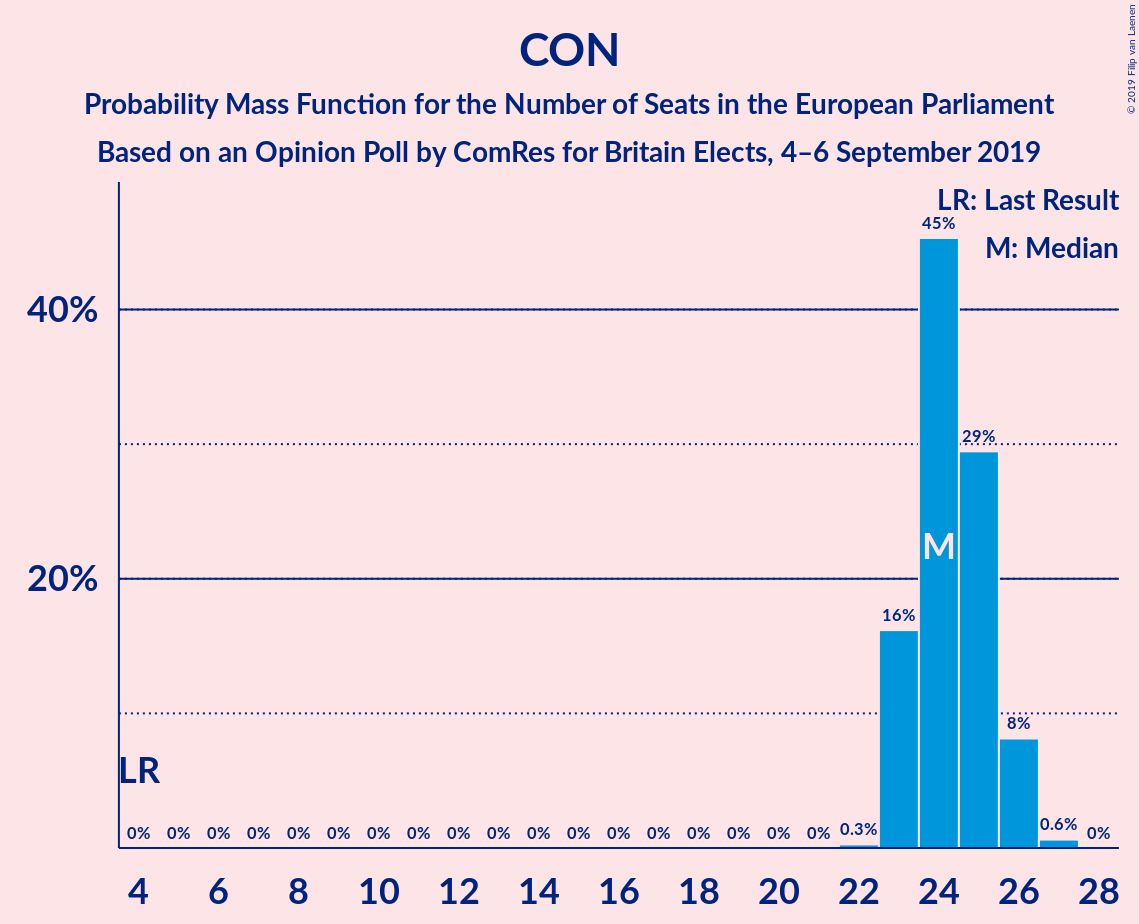 CON
Probability Mass Function for the Number of Seats in the European Parliament
Based on an Opinion Poll by ComRes for Britain Elects, 4–6 September 2019
© 2019 Filip van Laenen
LR: Last Result
M: Median
45%
40%
29%
M
20%
16%
8%
LR
0% 0% 0% 0% 0% 0% 0% 0% 0% 0% 0% 0% 0% 0% 0% 0% 0% 0% 0.3% 0.6% 0%
4 6 8 10 12 14 16 18 20 22 24 26 28